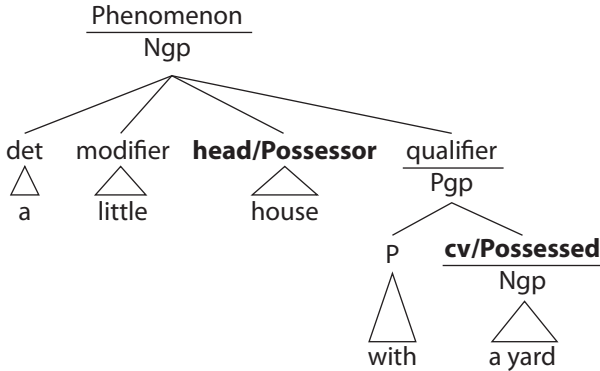 Phenomenon
Ngp
det modifier head/Possessor qualifier
Pgp
a little house
P cv/Possessed
Ngp
with a yard